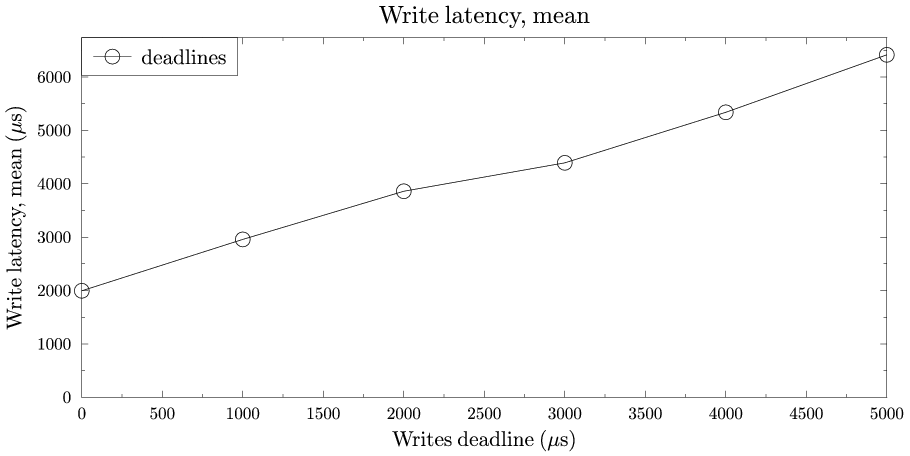 Write latency, mean
deadlines
Write latency, mean (μs)
6000
5000
4000
3000
2000
1000
0
0 500 1000 1500 2000 2500 3000 3500 4000 4500 5000
Writes deadline (μs)